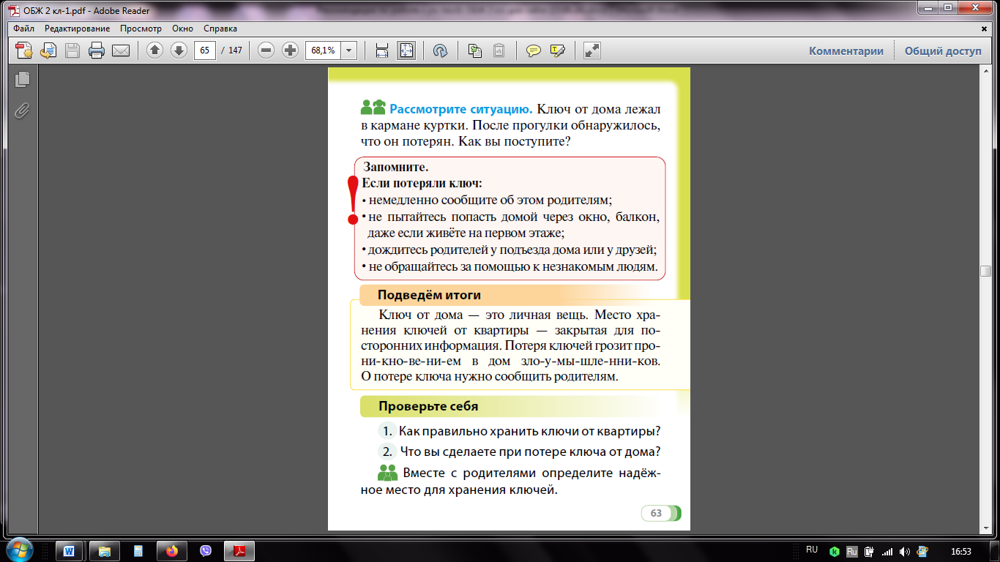 ОБЖ 2 кл-1.pdf - Adobe Reader
Файл Редактирование Просмотр Окно Справка
65 / 147 68,1% Комментарии Общий доступ
Рассмотрите ситуацию. Ключ от дома лежал
в кармане куртки. После прогулки обнаружилось,
что он потерян. Как вы поступите?
Запомните.
Если потеряли ключ:
• немедленно сообщите об этом родителям;
• не пытайтесь попасть домой через окно, балкон,
даже если живёте на первом этаже;
• дождитесь родителей у подъезда дома или у друзей;
• не обращайтесь за помощью к незнакомым людям.
Подведём итоги
Ключ от дома — это личная вещь. Место хра-
нения ключей от квартиры — закрытая для по-
сторонних информация. Потеря ключей грозит про-
ни-кно-ве-ни-ем в дом зло-у-мы-шле-нни-ков.
О потере ключа нужно сообщить родителям.
Проверьте себя
1. Как правильно хранить ключи от квартиры?
2. Что вы сделаете при потере ключа от дома?
Вместе с родителями определите надёж-
ное место для хранения ключей.
63
RU Ru 16:53